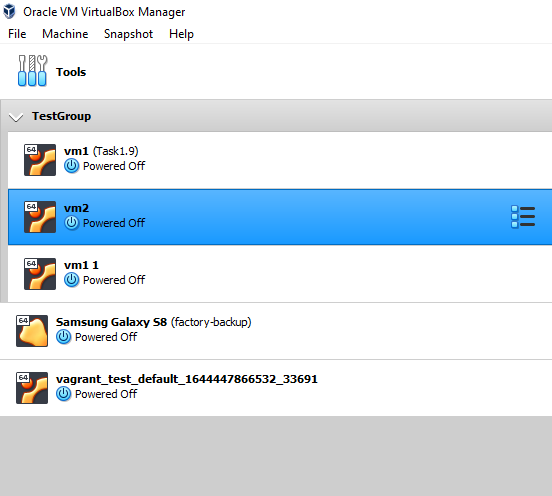 Oracle VM VirtualBox Manager
File Machine Snapshot Help
Tools
TestGroup
64
vm1 (Task1.9)
Powered Off
64
vm2
Powered Off
64
vm1 1
Powered Off
64
Samsung Galaxy S8 (factory-backup)
Powered Off
64
vagrant_test_default_1644447866532_33691
Powered Off